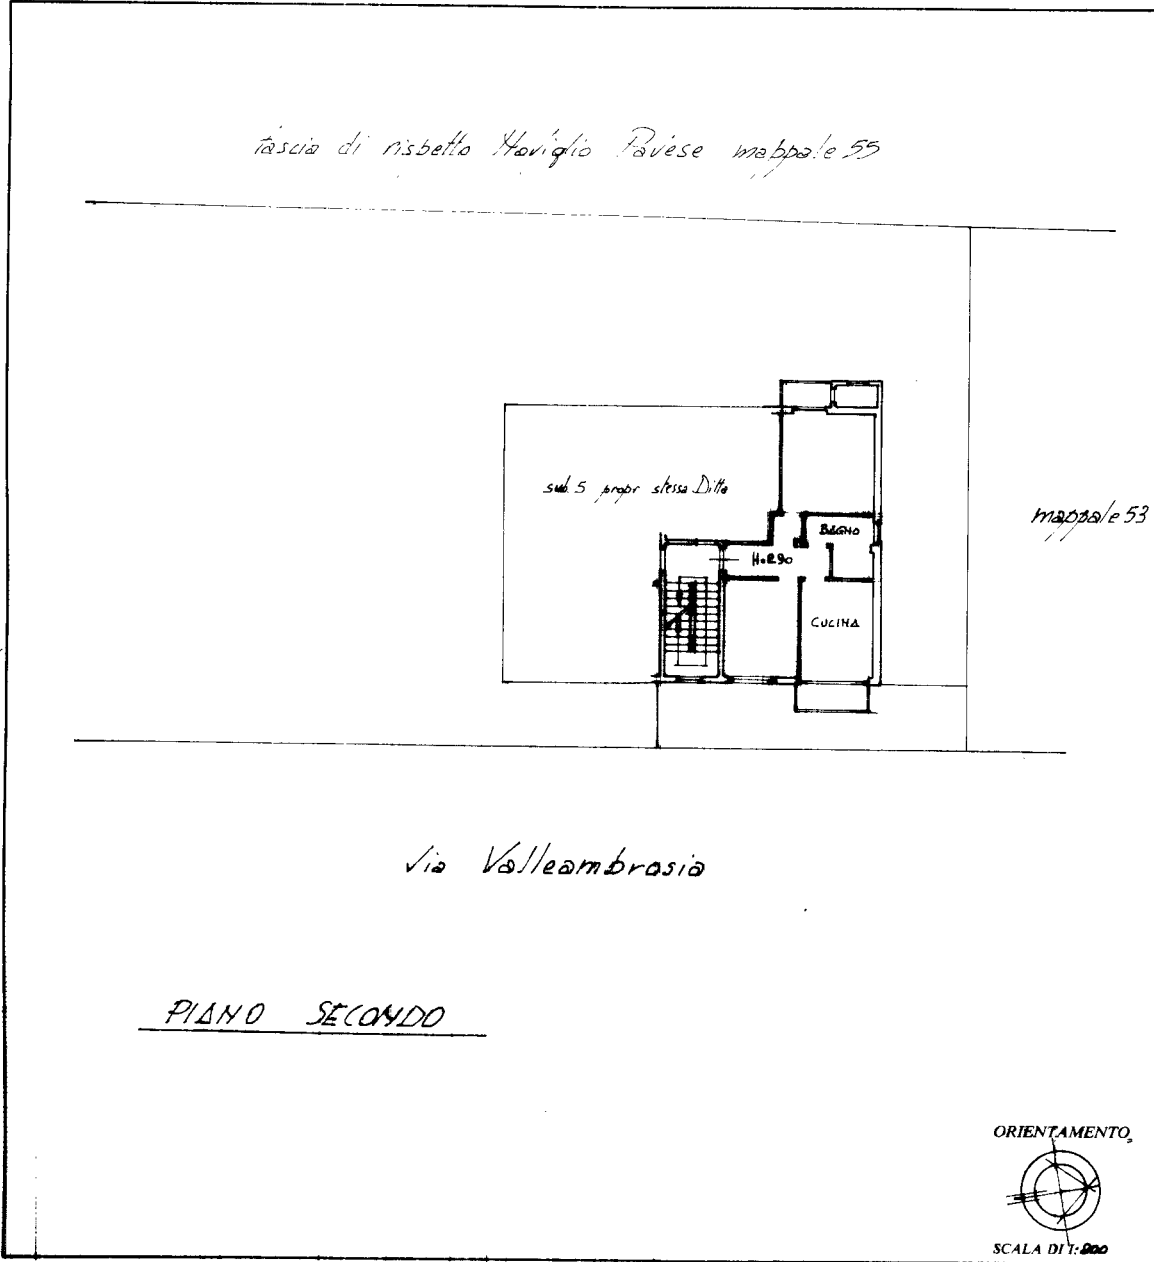 fascia di rispetto Naviglio Pavese mappale 55
sub. 5 propr stessa Ditta
mappale 53
BAGNO
H=2.90
CUCINA
via Valleambrosia
PIANO SECONDO
ORIENTAMENTO
SCALA DI 1:200